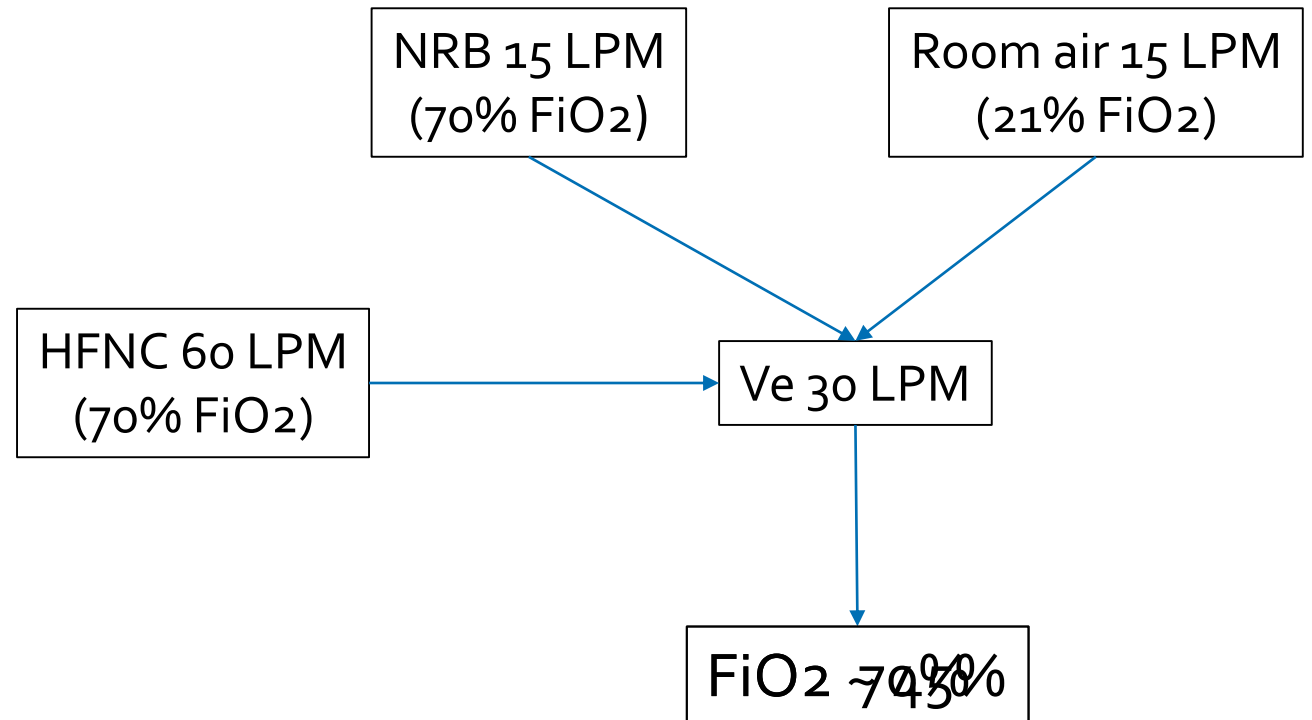 NRB 15 LPM
(70% FiO2)
Room air 15 LPM
(21% FiO2)
HFNC 60 LPM
(70% FiO2)
Ve 30 LPM
FiO2